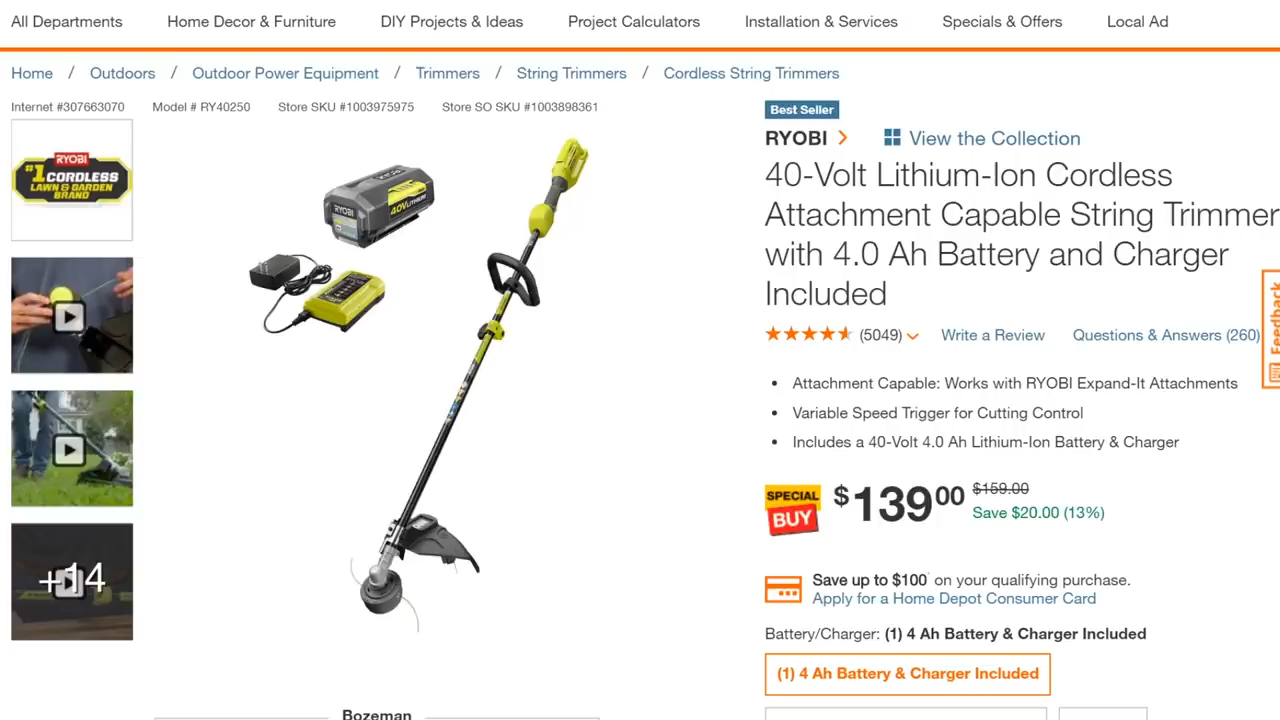 All Departments Home Decor & Furniture DIY Projects & Ideas Project Calculators Installation & Services Specials & Offers Local Ad
Home / Outdoors / Outdoor Power Equipment / Trimmers / String Trimmers / Cordless String Trimmers
Internet #307663070 Model # RY40250 Store SKU #1003975975 Store SO SKU #1003898361
RYOBI
#1 CORDLESS
LAWN & GARDEN
BRAND
+14
RYOBI
40V LITHIUM
Bozeman
Best Seller
RYOBI View the Collection
40-Volt Lithium-Ion Cordless
Attachment Capable String Trimmer
with 4.0 Ah Battery and Charger
Included
(5049) Write a Review Questions & Answers (260)
Feedback
• Attachment Capable: Works with RYOBI Expand-It Attachments
• Variable Speed Trigger for Cutting Control
• Includes a 40-Volt 4.0 Ah Lithium-Ion Battery & Charger
SPECIAL
BUY
$13900 $159.00
Save $20.00 (13%)
Save up to $100 on your qualifying purchase.
Apply for a Home Depot Consumer Card
Battery/Charger: (1) 4 Ah Battery & Charger Included
(1) 4 Ah Battery & Charger Included